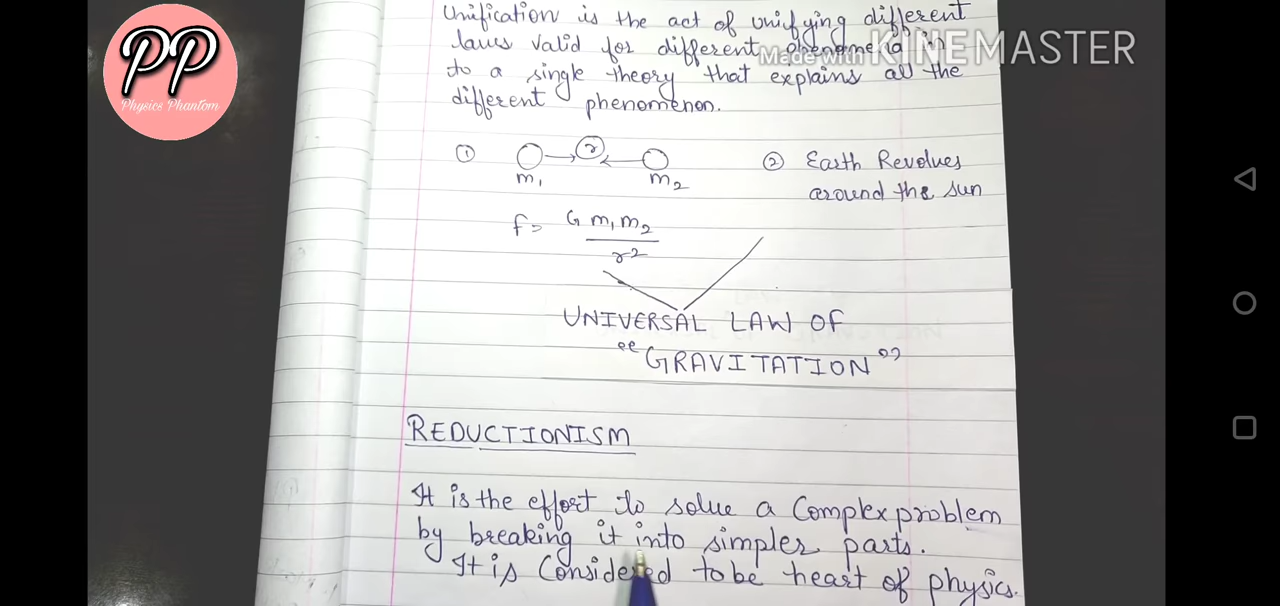 PP
Physics Phantom
Made with KINEMASTER
Unification is the act of unifying different
laws valid for different phenomena in
to a single theory that explains all the
different phenomenon.
① r ② Earth Revolves
m1 m2 around the sun
f = G m1 m2
r2
UNIVERSAL LAW OF
"GRAVITATION"
REDUCTIONISM
It is the effort to solve a Complex problem
by breaking it into simpler parts.
It is Considered to be heart of physics.